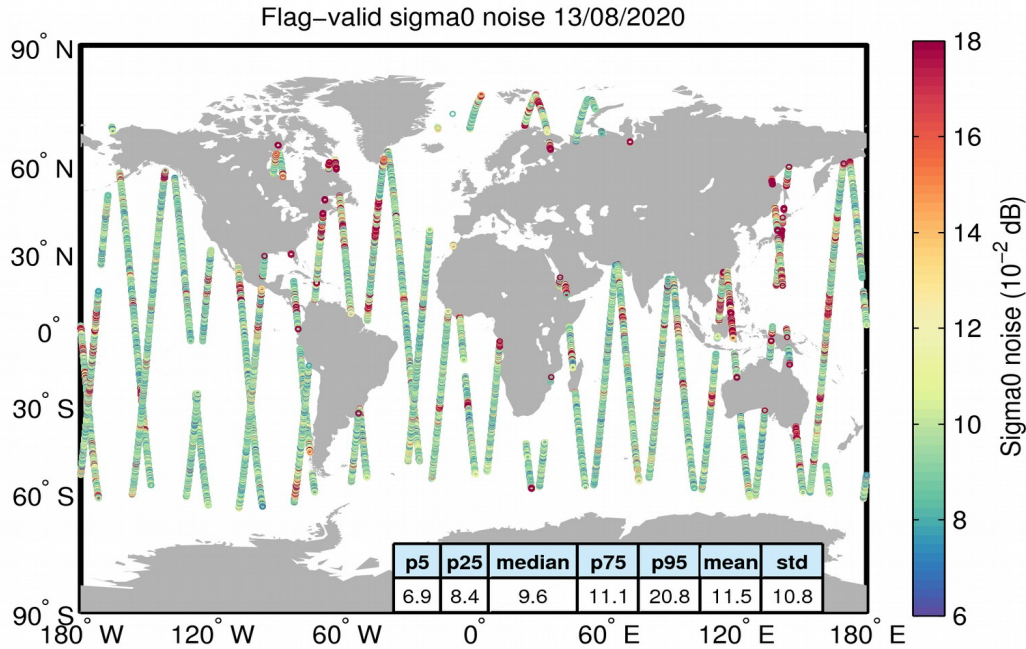 Flag−valid sigma0 noise 13/08/2020
90° N
60° N
30° N
0°
30° S
60° S
90° S
180° W
120° W
60° W
0°
60° E
120° E
180° E
p5 p25 median p75 p95 mean std
6.9 8.4 9.6 11.1 20.8 11.5 10.8
18
16
14
12
10
8
6
Sigma0 noise (10⁻² dB)